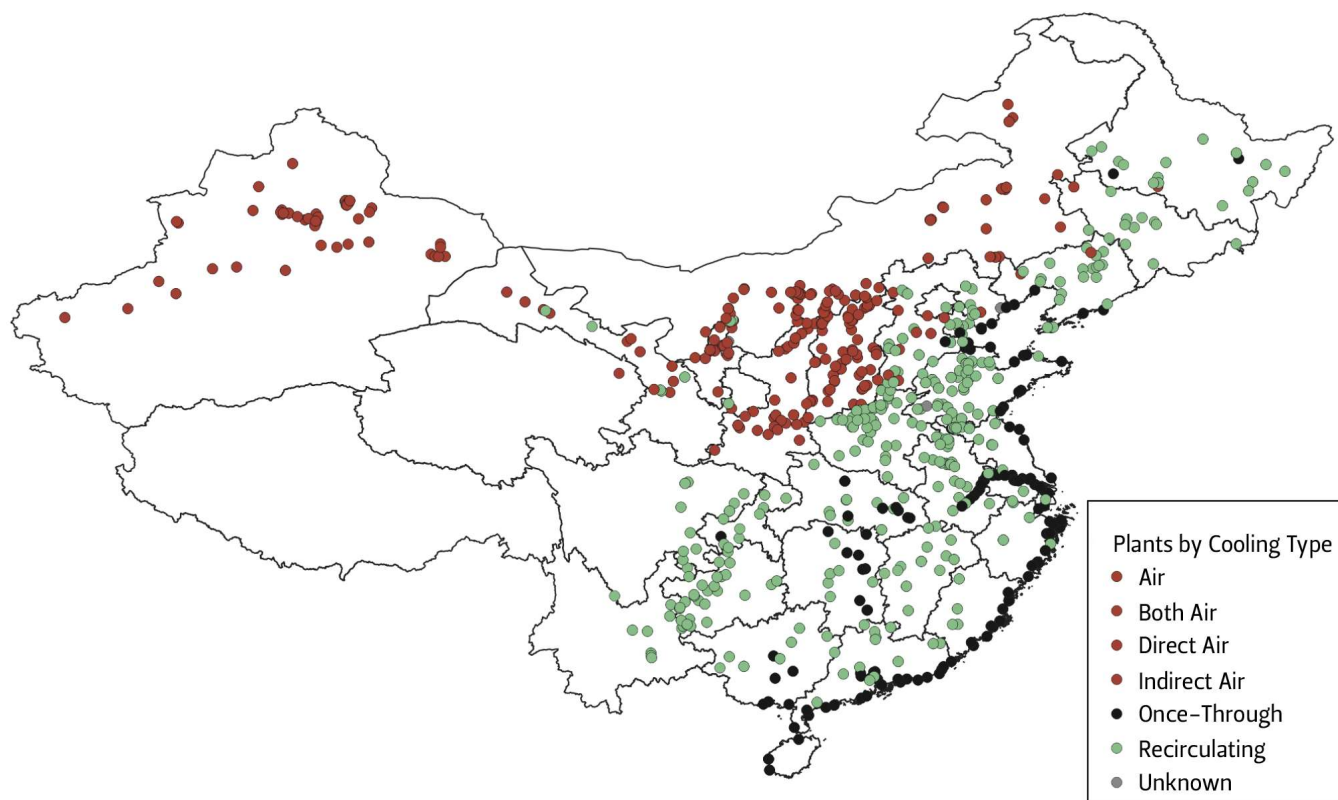 Plants by Cooling Type
Air
Both Air
Direct Air
Indirect Air
Once-Through
Recirculating
Unknown